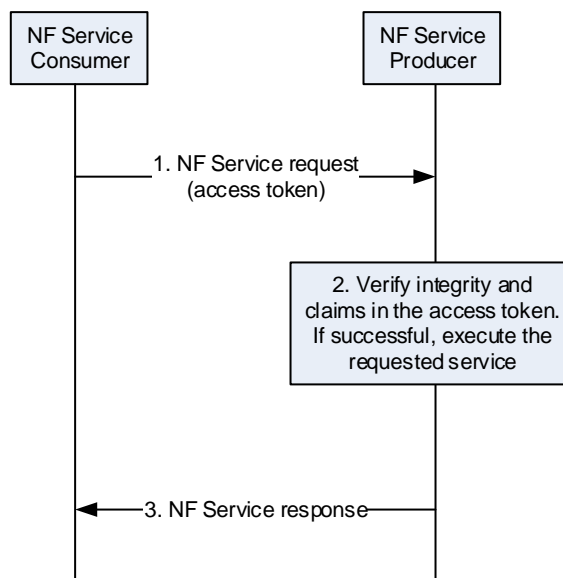 NF Service
Consumer
NF Service
Producer
1. NF Service request
(access token)
2. Verify integrity and
claims in the access token.
If successful, execute the
requested service
3. NF Service response